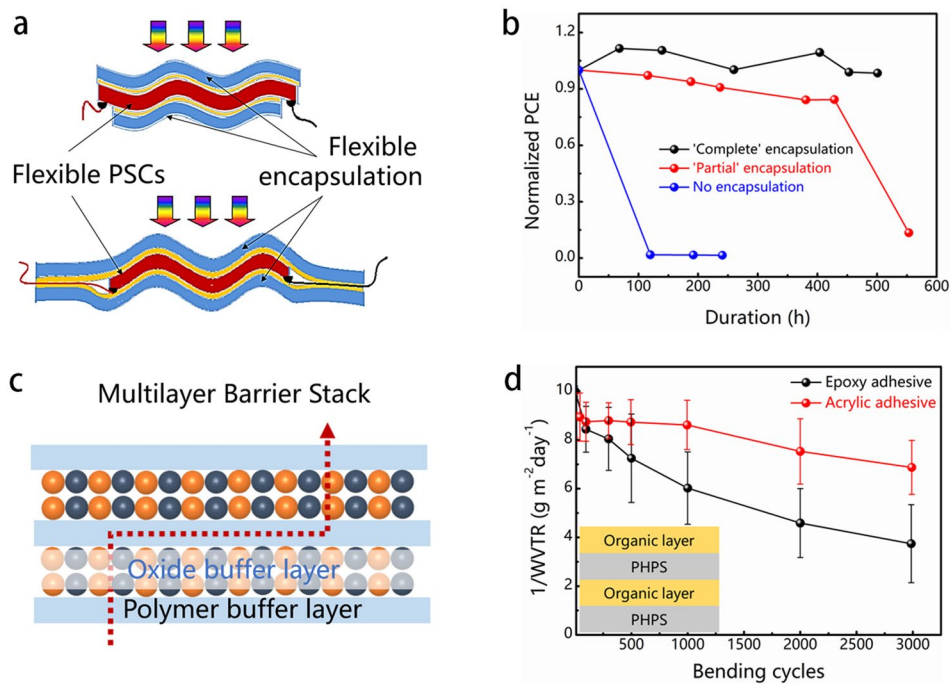 a
Flexible PSCs
Flexible
encapsulation
b
Normalized PCE
1.2
0.9
0.6
0.3
0.0
'Complete' encapsulation
'Partial' encapsulation
No encapsulation
0
100
200
300
400
500
600
Duration (h)
c
Multilayer Barrier Stack
Oxide buffer layer
Polymer buffer layer
d
1/WVTR (g m⁻²day⁻¹)
10
8
6
4
2
0
Epoxy adhesive
Acrylic adhesive
Organic layer
PHPS
Organic layer
PHPS
500
1000
1500
2000
2500
3000
Bending cycles